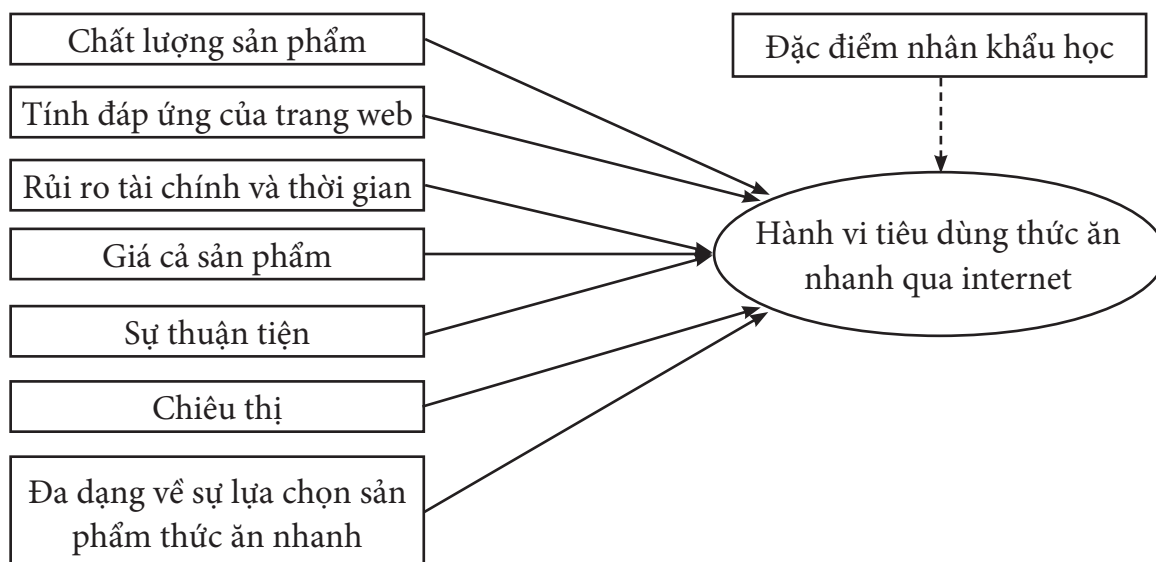 Chất lượng sản phẩm
Đặc điểm nhân khẩu học
Tính đáp ứng của trang web
Rủi ro tài chính và thời gian
Giá cả sản phẩm
Hành vi tiêu dùng thức ăn
nhanh qua internet
Sự thuận tiện
Chiêu thị
Đa dạng về sự lựa chọn sản
phẩm thức ăn nhanh